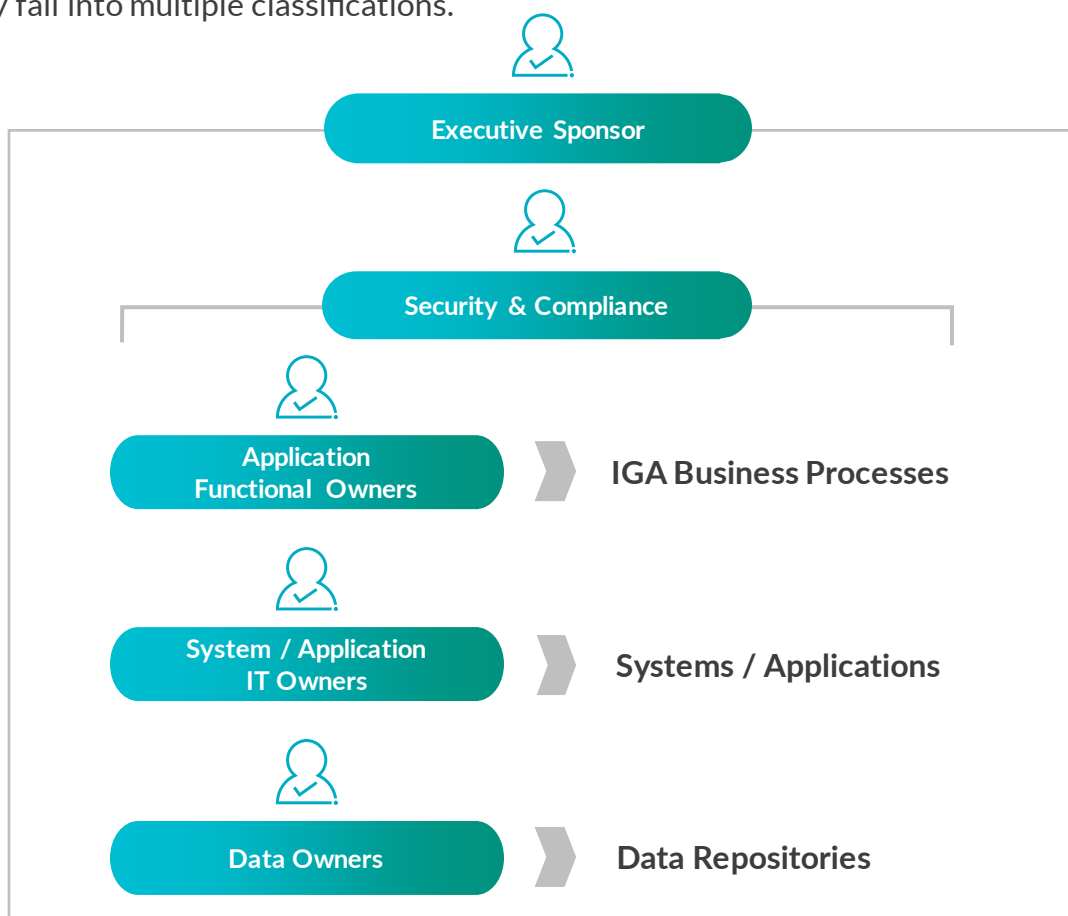 fall into multiple classifications.
Executive Sponsor
Security & Compliance
Application
Functional Owners
IGA Business Processes
System / Application
IT Owners
Systems / Applications
Data Owners
Data Repositories